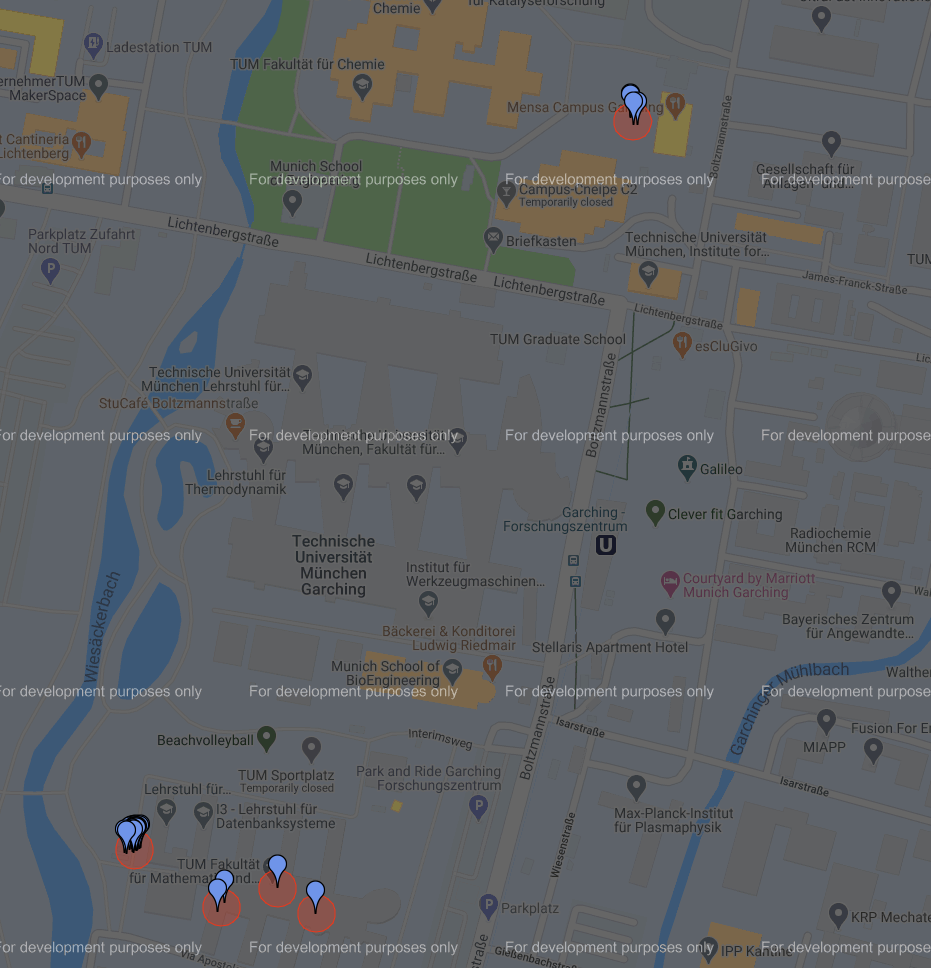 Chemie
für Katalyseforschung
Ladestation TUM
TUM Fakultät für Chemie
ernehmerTUM
MakerSpace
Mensa Campus Ga
ng
t Cantineria
Lichtenberg
Boltzmannstraße
Gesellschaft für
Anlagen- und...
Munich School
For development purposes only
For development purposes only
For development purposes only
For development purposes
Campus-Cneipe C2
Temporarily closed
Parkplatz Zufahrt
Nord TUM
Lichtenbergstraße
Briefkasten
Technische Universität
München, Institute for...
TUM
Lichtenbergstraße
Lichtenbergstraße
James-Franck-Straße
Lichtenbergstraße
TUM Graduate School
esCluGivo
Lic
Technische Universität
München Lehrstuhl für...
StuCafé Boltzmannstraße
Boltzmannstraße
For development purposes only
For development purposes only
For development purposes only
For development purposes only
Technische Universität
München, Fakultät für...
Lehrstuhl für
Thermodynamik
Galileo
Garching -
Forschungszentrum
Clever fit Garching
U
Radiochemie
München RCM
Technische
Universität
München
Garching
Institut für
Werkzeugmaschinen...
Courtyard by Marriott
Munich Garching
Wal
Wiesäckerbach
Bayerisches Zentrum
für Angewandte...
Bäckerei & Konditorei
Ludwig Riedmair
Stellaris Apartment Hotel
Munich School of
BioEngineering
Garchinger Mühlbach
Walther
For development purposes only
For development purposes only
For development purposes only
For development purposes only
Boltzmannstraße
Isarstraße
Beachvolleyball
Interimsweg
MIAPP
Fusion For E
TUM Sportplatz
Temporarily closed
Park and Ride Garching
Forschungszentrum
Isarstraße
Lehrstuhl für...
I3 - Lehrstuhl für
Datenbanksysteme
P
Max-Planck-Institut
für Plasmaphysik
Wiesenstraße
TUM Fakultät
für Mathemat
nd...
Parkplatz
KRP Mechate
For development purposes only
For development purposes only
For development purposes only
For development purposes only
Via Apostolo
straße
Gießenbachstraße
IPP Kantine